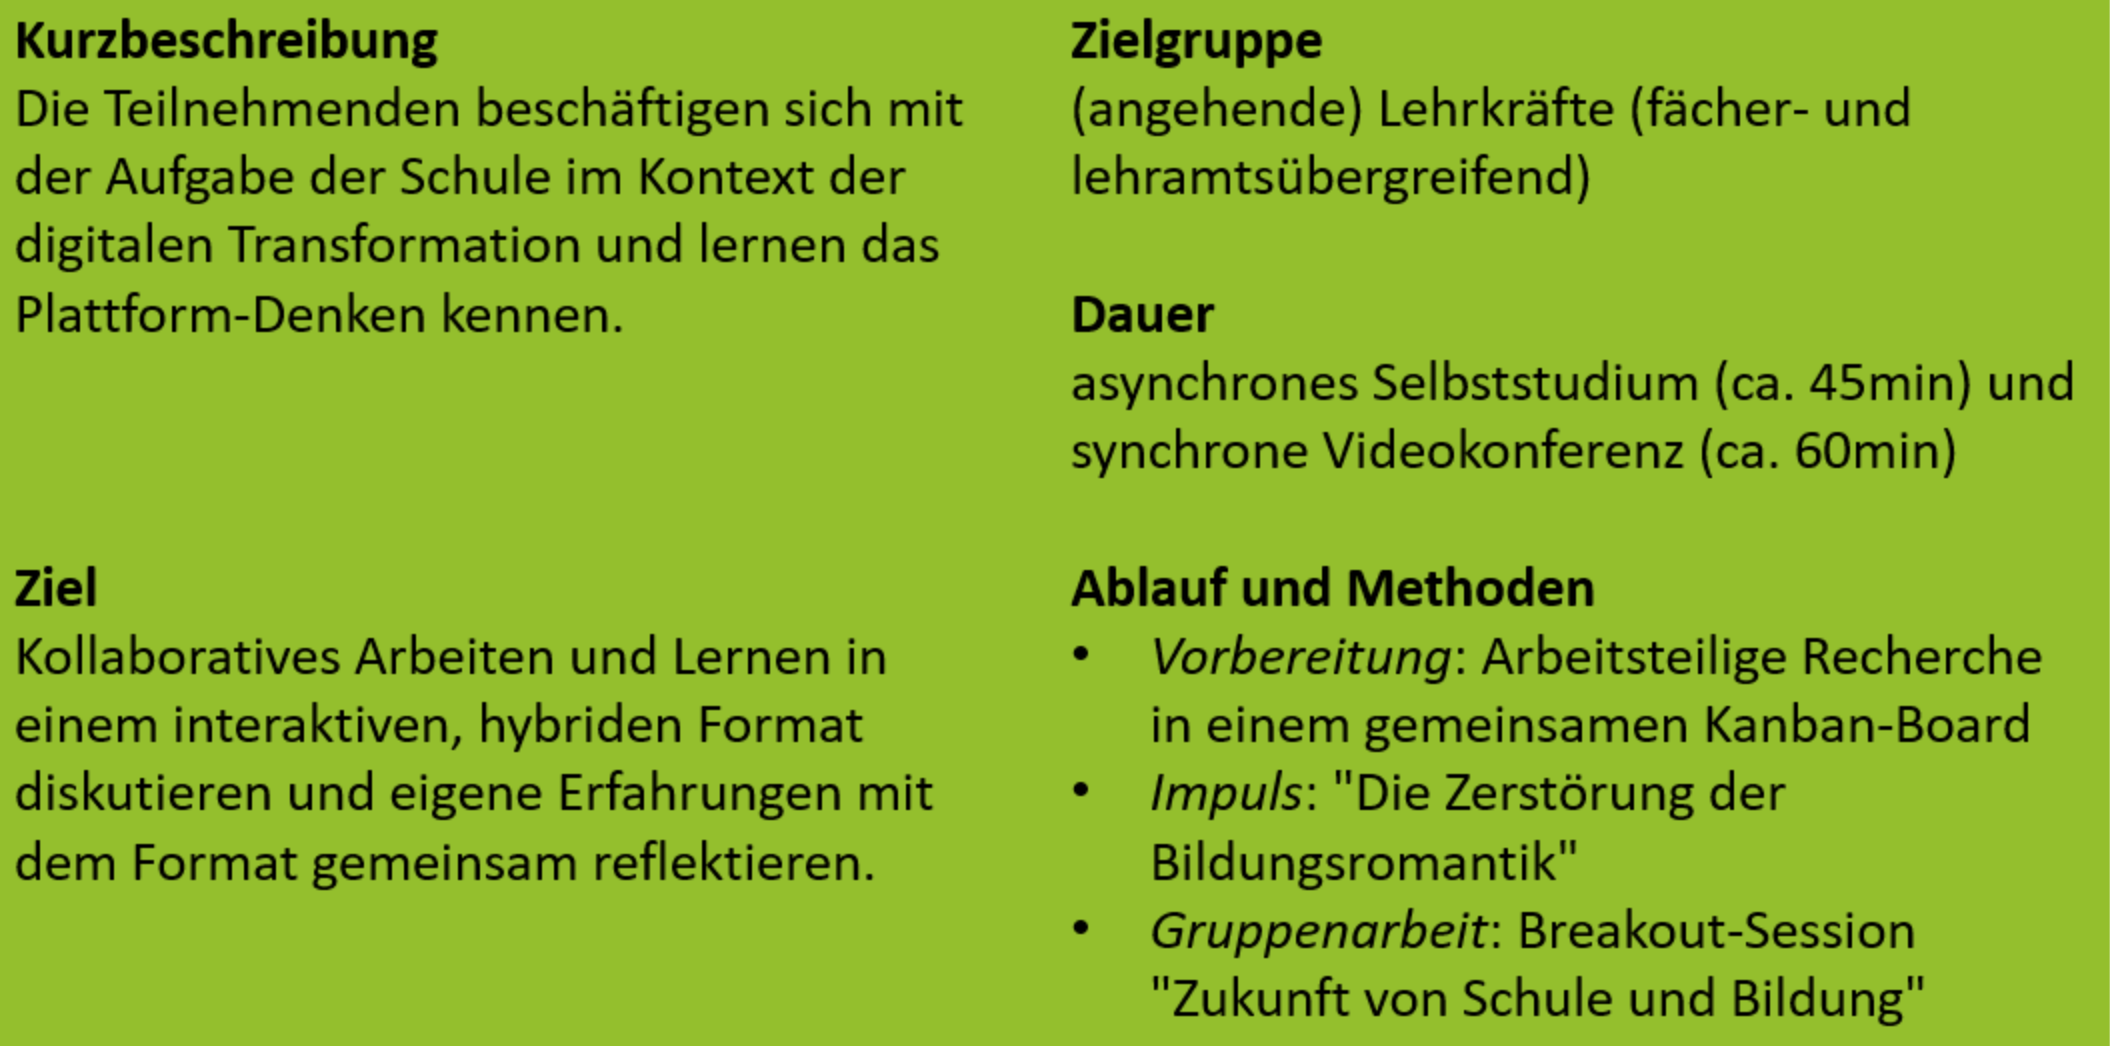 Kurzbeschreibung
Die Teilnehmenden beschäftigen sich mit
der Aufgabe der Schule im Kontext der
digitalen Transformation und lernen das
Plattform-Denken kennen.
Ziel
Kollaboratives Arbeiten und Lernen in
einem interaktiven, hybriden Format
diskutieren und eigene Erfahrungen mit
dem Format gemeinsam reflektieren.
Zielgruppe
(angehende) Lehrkräfte (fächer- und
lehramtsübergreifend)
Dauer
asynchrones Selbststudium (ca. 45min) und
synchrone Videokonferenz (ca. 60min)
Ablauf und Methoden
• Vorbereitung: Arbeitsteilige Recherche
in einem gemeinsamen Kanban-Board
• Impuls: "Die Zerstörung der
Bildungsromantik"
• Gruppenarbeit: Breakout-Session
"Zukunft von Schule und Bildung"